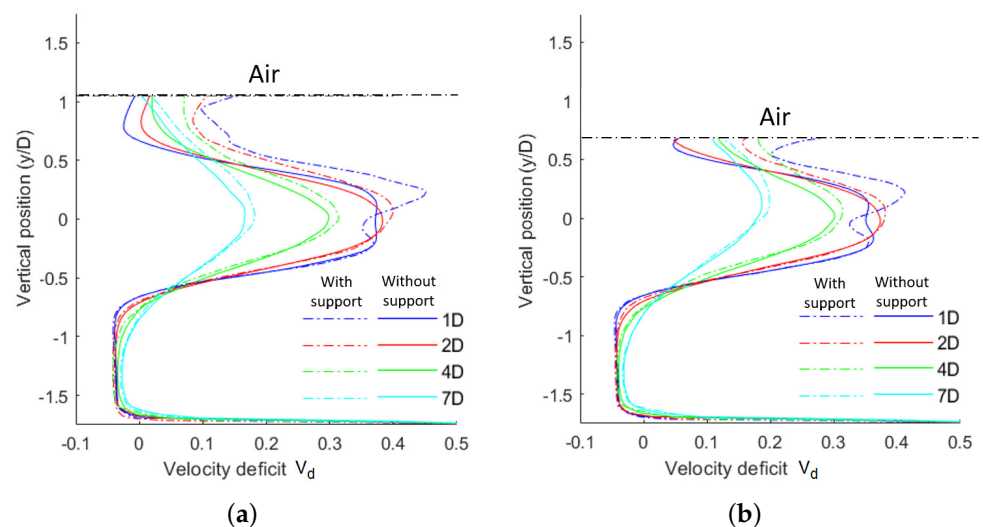 Air
Vertical position (y/D)
1.5
1
0.5
0
-0.5
-1
-1.5
With support
Without support
1D
2D
4D
7D
-0.1 0 0.1 0.2 0.3 0.4 0.5
Velocity deficit V_d
(a)
Air
Vertical position (y/D)
1.5
1
0.5
0
-0.5
-1
-1.5
With support
Without support
1D
2D
4D
7D
-0.1 0 0.1 0.2 0.3 0.4 0.5
Velocity deficit V_d
(b)